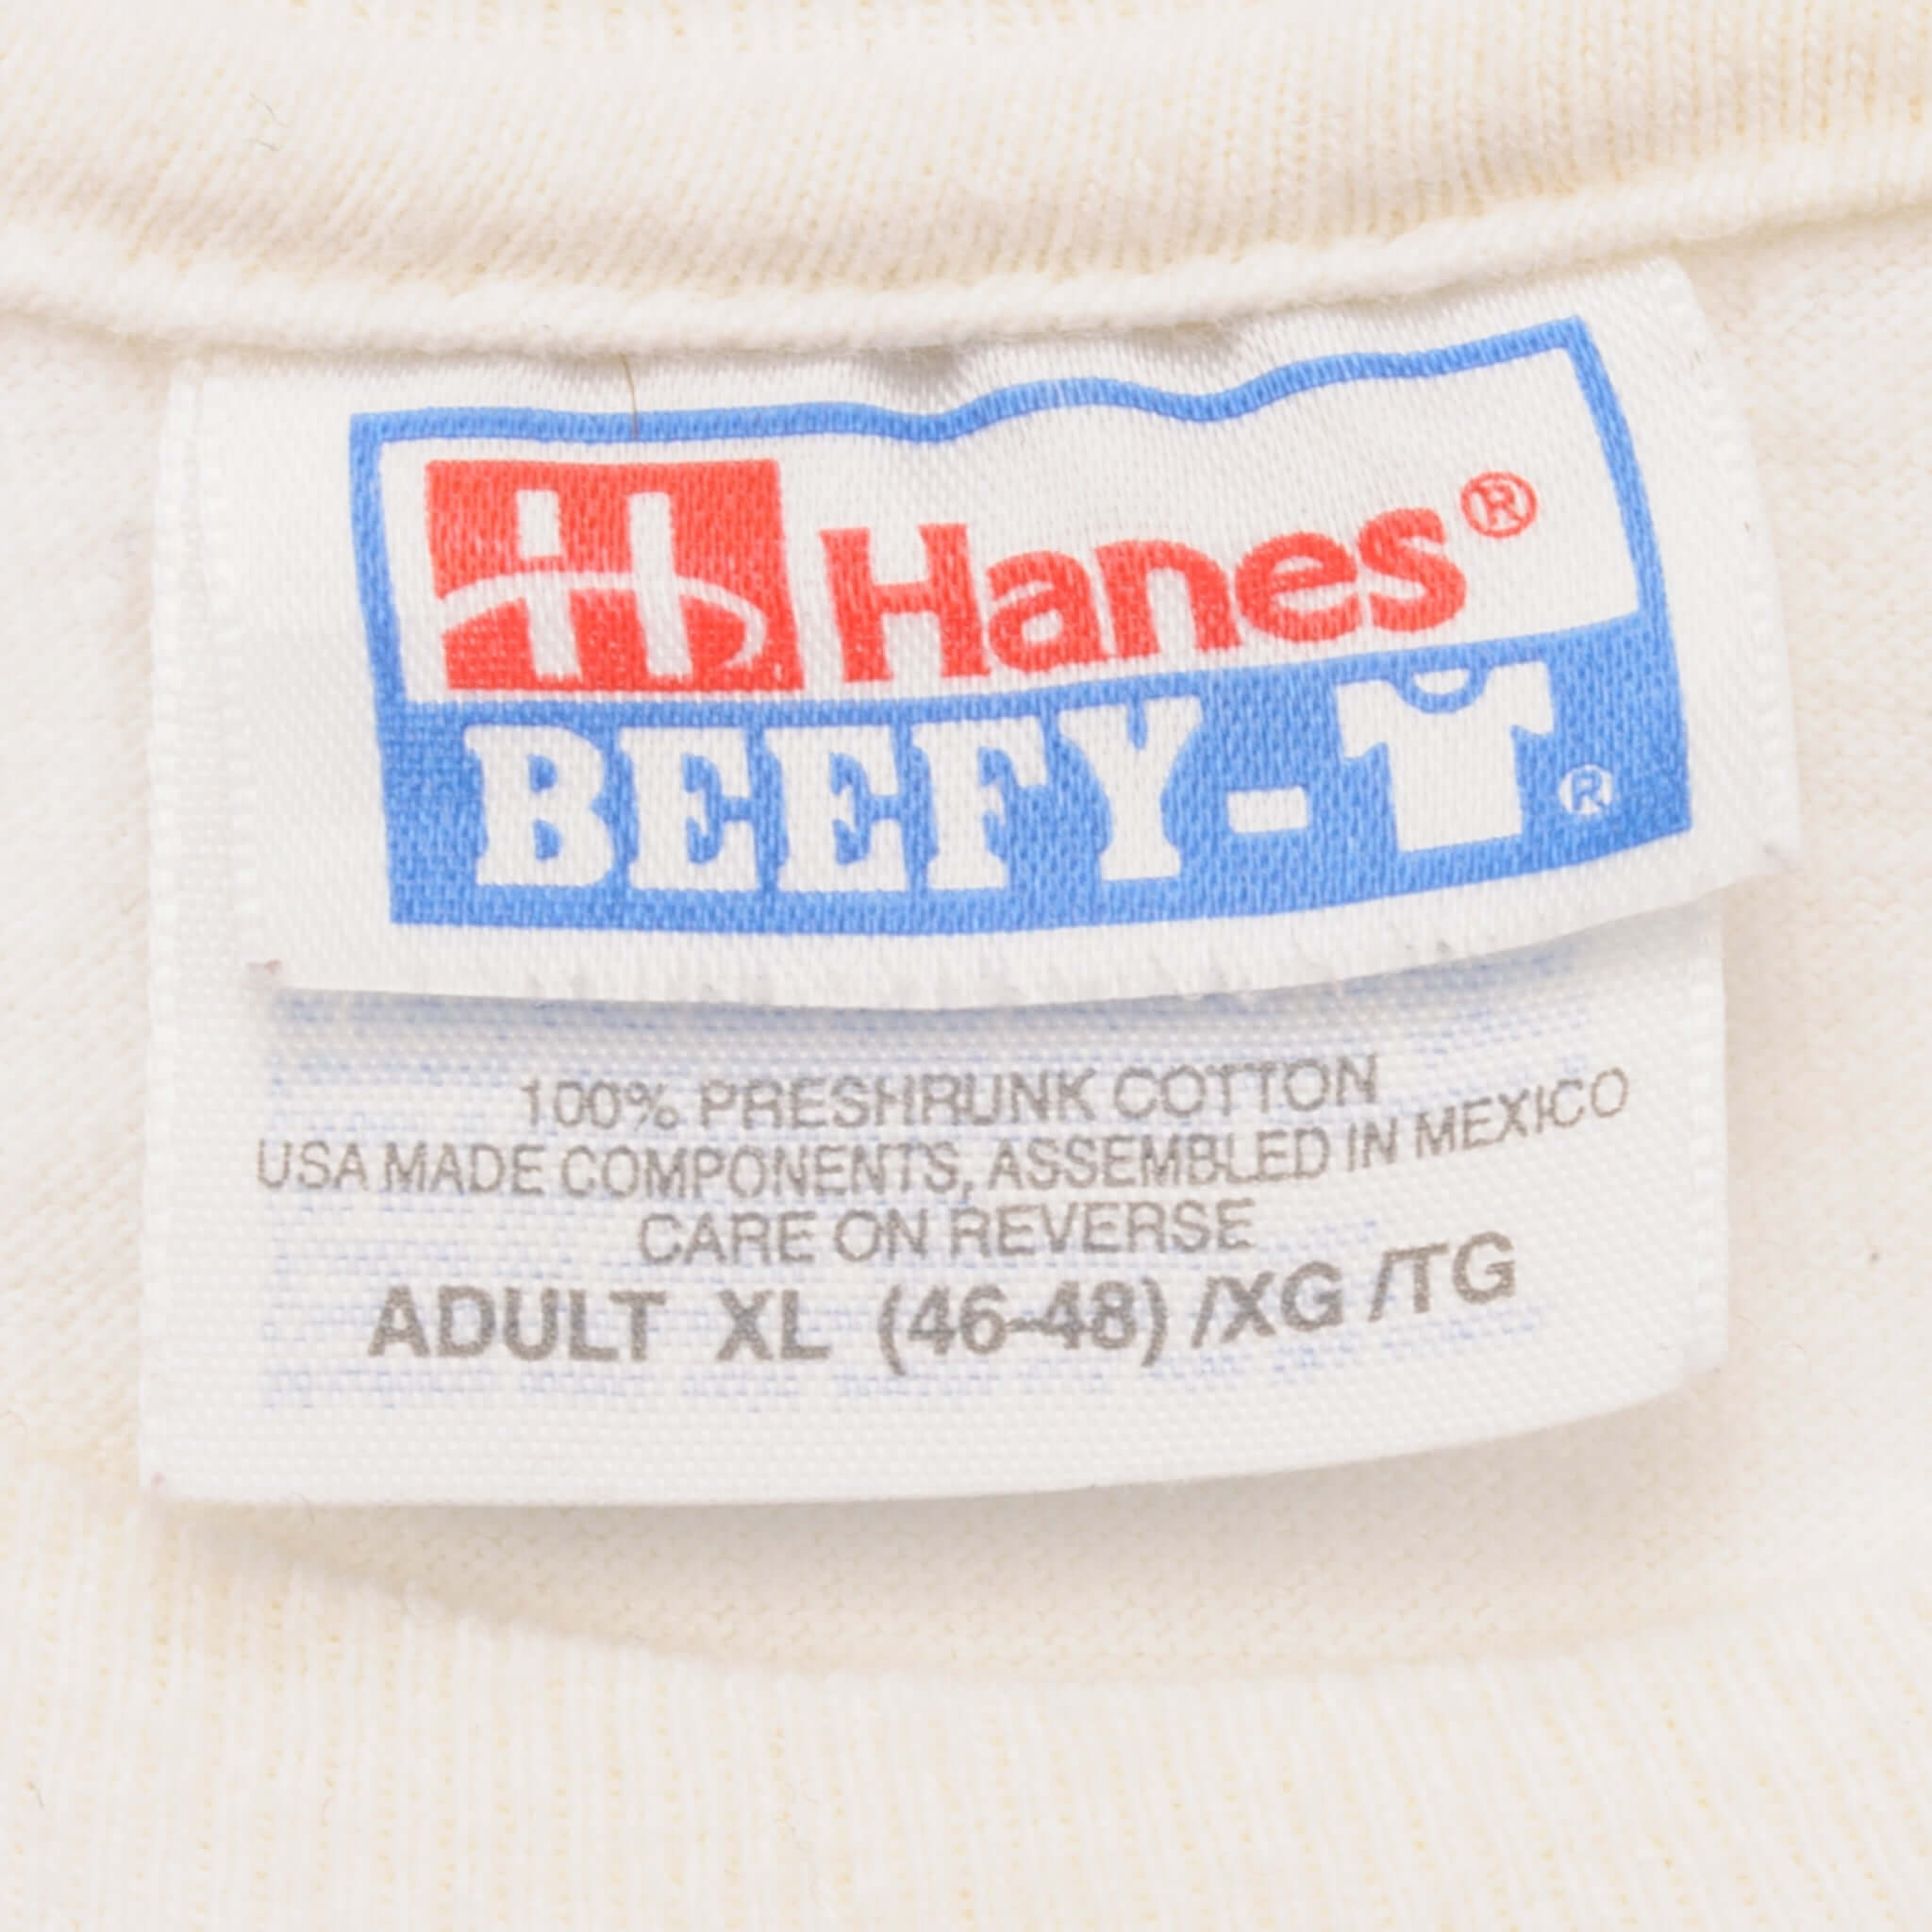 H Hanes®
BEEFY-T®
100% PRESHRUNK COTTON
USA MADE COMPONENTS, ASSEMBLED IN MEXICO
CARE ON REVERSE
ADULT XL (46-48) /XG /TG